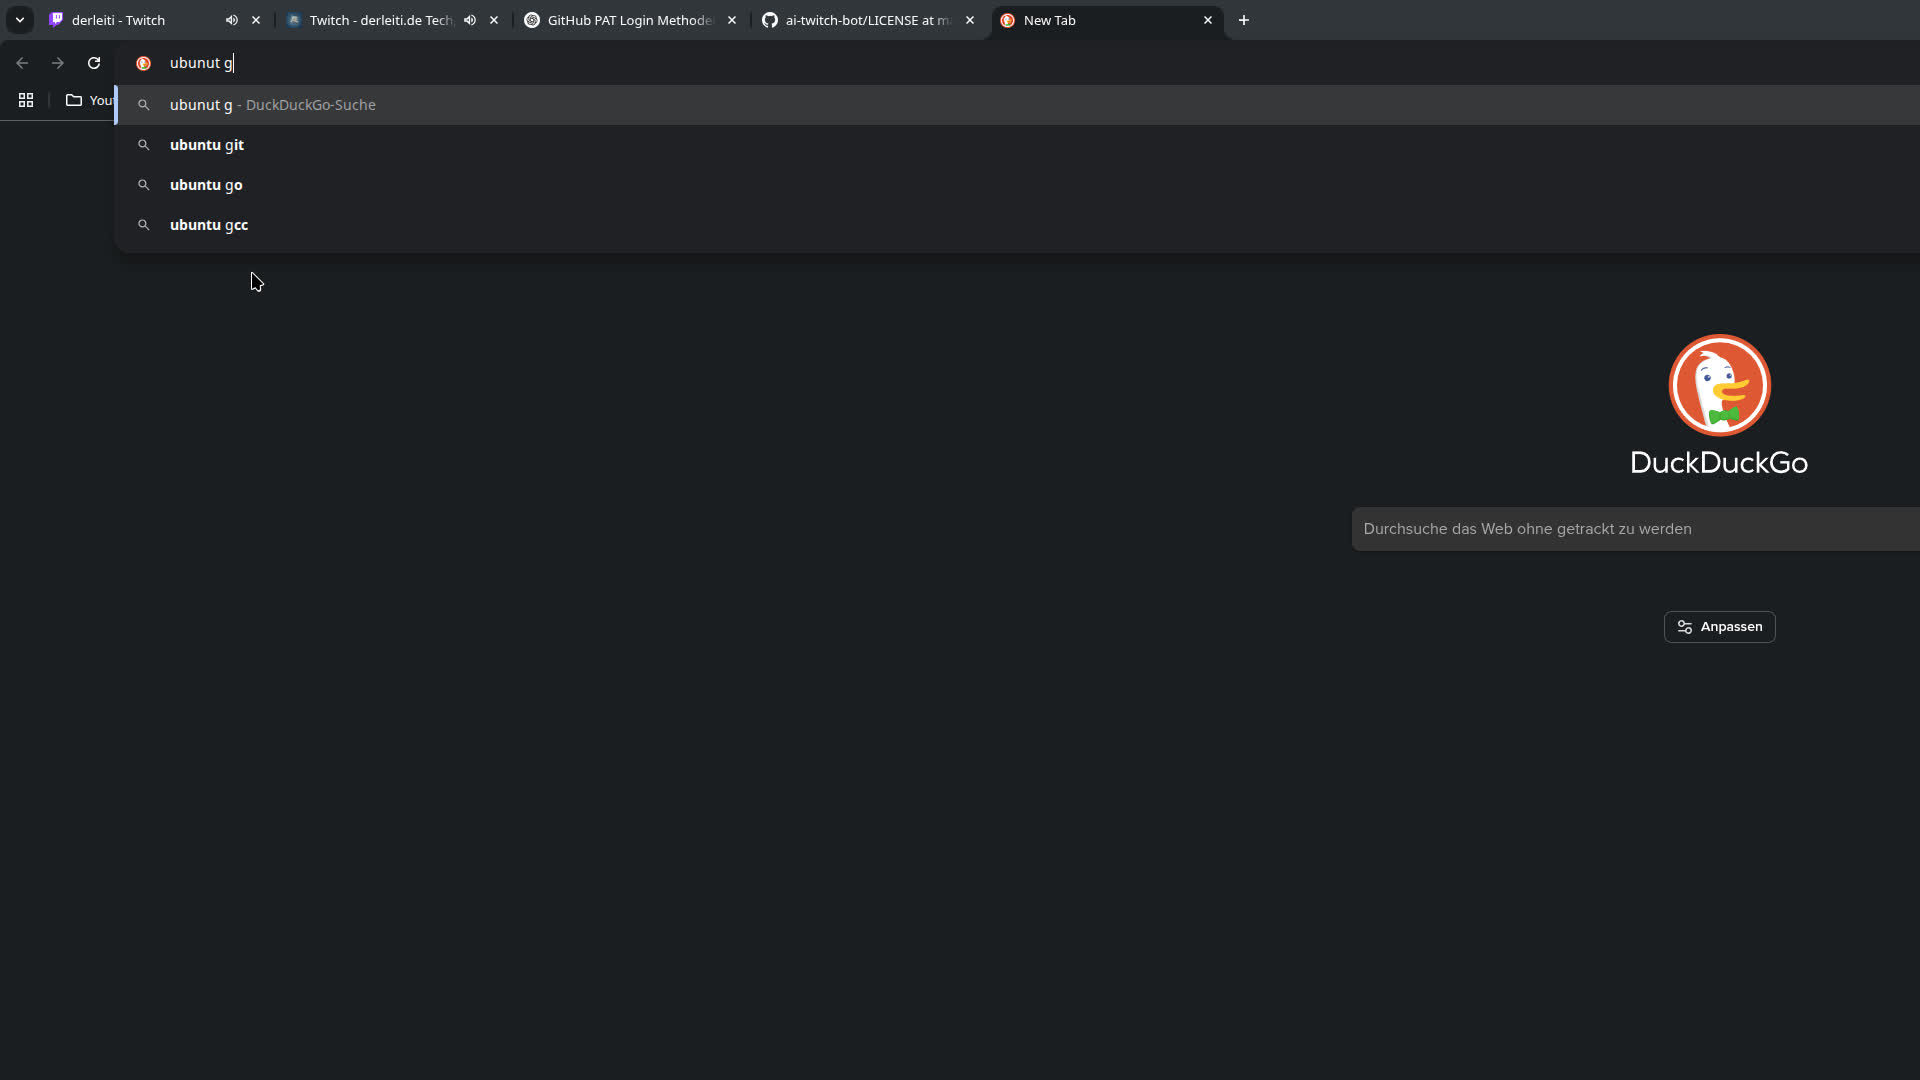 derleiti - Twitch
Twitch - derleiti.de Tech
GitHub PAT Login Methode
ai-twitch-bot/LICENSE at m
New Tab
ubunut g
You
ubunut g - DuckDuckGo-Suche
ubuntu git
ubuntu go
ubuntu gcc
DuckDuckGo
Durchsuche das Web ohne getrackt zu werden
Anpassen